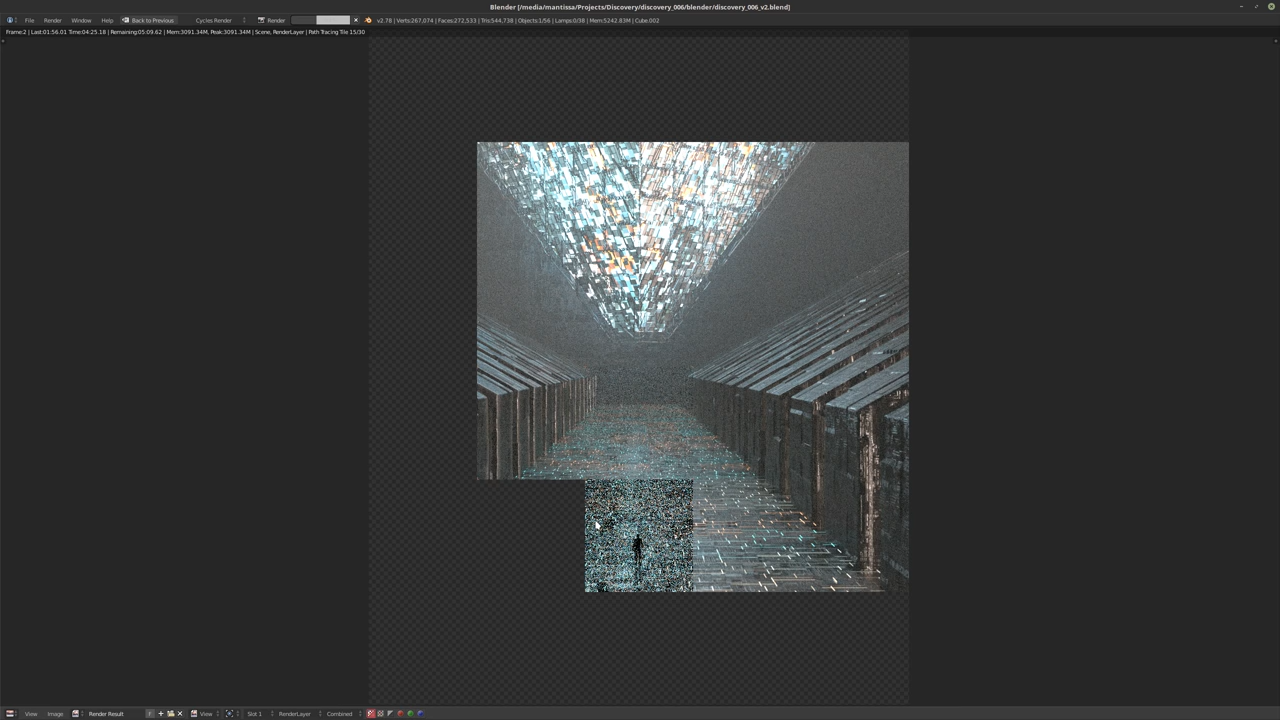 Blender [/media/mantissa/Projects/Discovery/discovery_006/blender/discovery_006_v2.blend]
File Render Window Help Back to Previous Cycles Render Render v2.78 | Verts:267,074 | Faces:272,533 | Tris:544,738 | Objects:1/56 | Lamps:0/38 | Mem:5242.83M | Cube.002
Frame:2 | Last:01:56.01 Time:04:25.18 | Remaining:05:09.62 | Mem:3091.34M, Peak:3091.34M | Scene, RenderLayer | Path Tracing Tile 15/30
View Image Render Result F View Slot 1 RenderLayer Combined